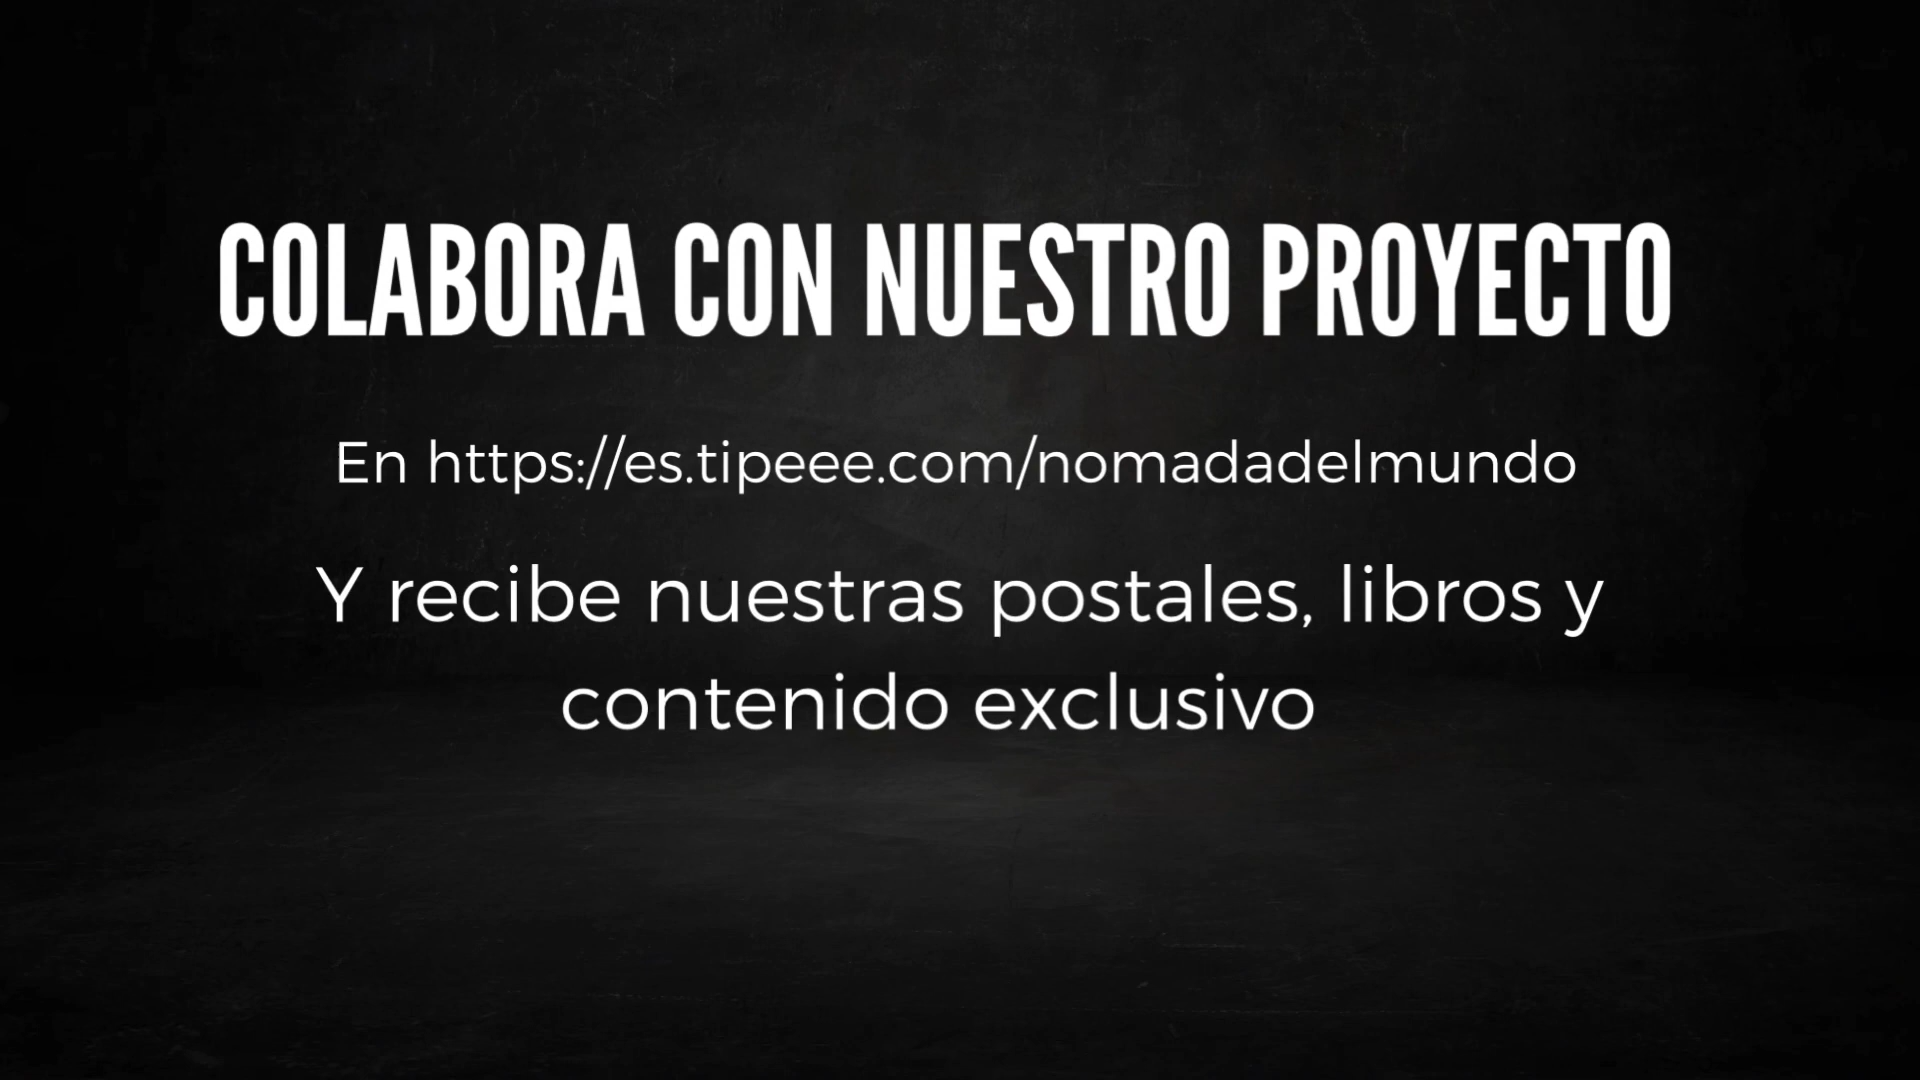 COLABORA CON NUESTRO PROYECTO
En https://es.tipeee.com/nomadadelmundo
Y recibe nuestras postales, libros y
contenido exclusivo